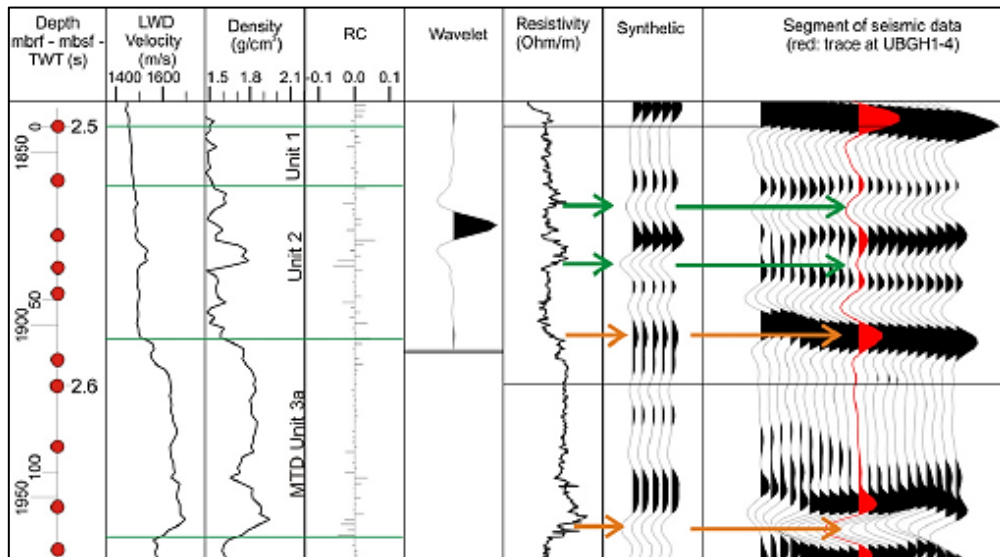 Depth
mbrf - mbsf -
TWT (s)
LWD
Velocity
(m/s)
1400 1600
Density
(g/cm³)
1.5 1.8 2.1
RC
-0.1 0.0 0.1
Wavelet
Resistivity
(Ohm/m)
Synthetic
Segment of seismic data
(red: trace at UBGH1-4)
0
2.5
1850
Unit 1
Unit 2
50
1900
2.6
MTD Unit 3a
100
1950